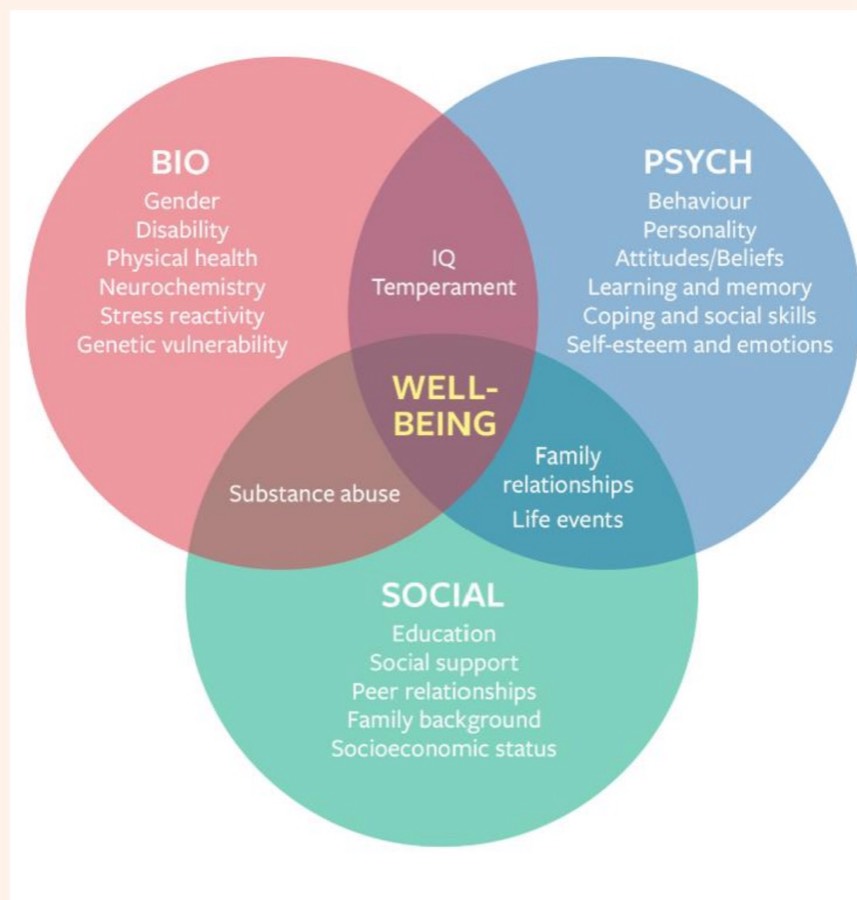 BIO
Gender
Disability
Physical health
Neurochemistry
Stress reactivity
Genetic vulnerability
PSYCH
Behaviour
Personality
Attitudes/Beliefs
Learning and memory
Coping and social skills
Self-esteem and emotions
IQ
Temperament
WELL-
BEING
Substance abuse
Family
relationships
Life events
SOCIAL
Education
Social support
Peer relationships
Family background
Socioeconomic status